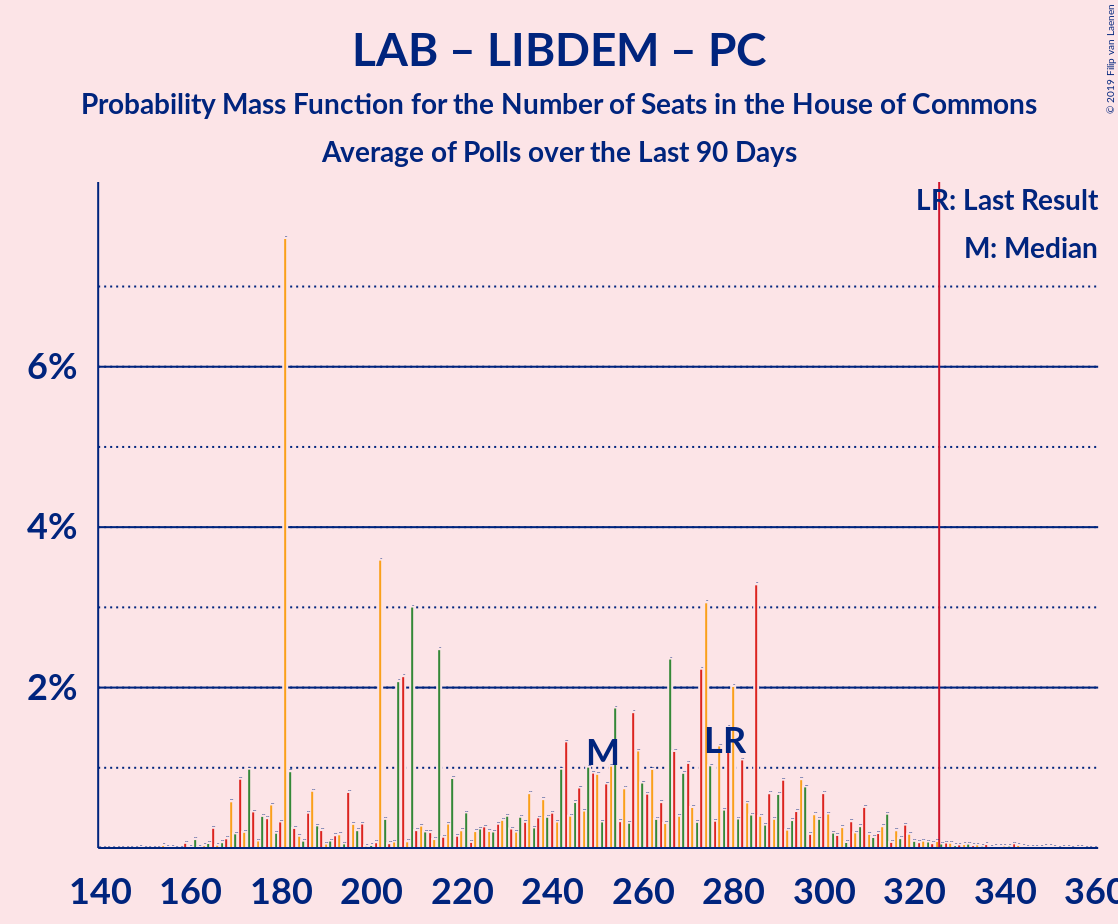 LAB – LIBDEM – PC
Probability Mass Function for the Number of Seats in the House of Commons
Average of Polls over the Last 90 Days
© 2019 Filip van Laenen
LR: Last Result
M: Median
6%
4%
2%
M
LR
140 160 180 200 220 240 260 280 300 320 340 360